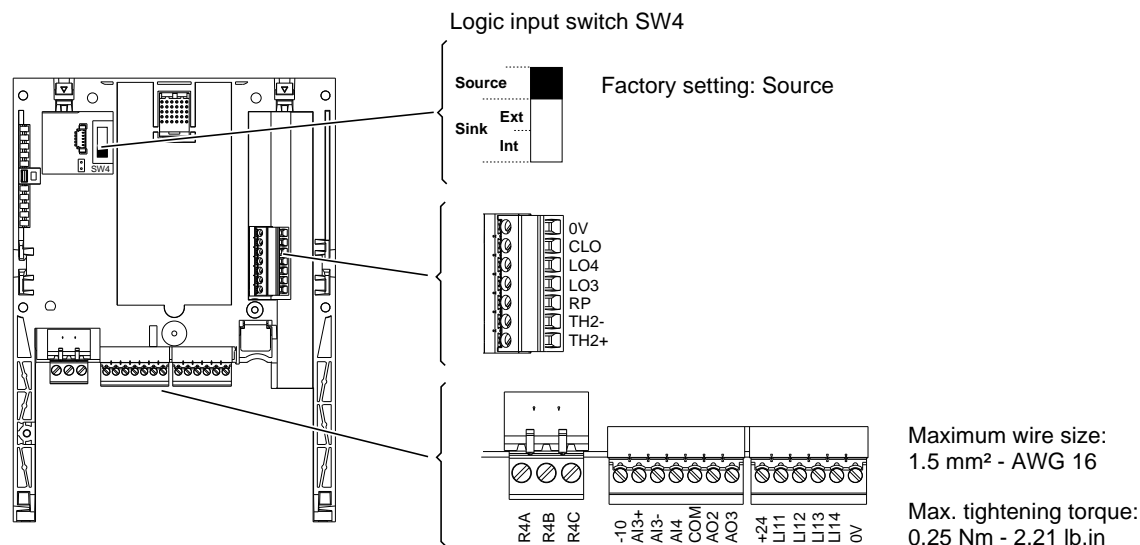 Logic input switch SW4
Source
Factory setting: Source
Sink
Ext
Int
SW4
0V
CLO
LO4
LO3
RP
TH2-
TH2+
R4A
R4B
R4C
-10
AI3+
AI3-
AI4
COM
AO2
AO3
+24
LI11
LI12
LI13
LI14
0V
Maximum wire size:
1.5 mm² - AWG 16
Max. tightening torque:
0.25 Nm - 2.21 lb.in